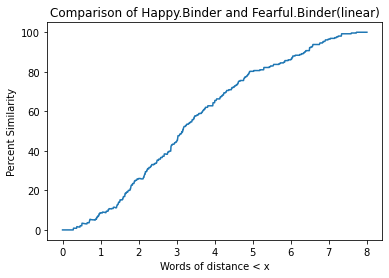 Comparison of Happy.Binder and Fearful.Binder(linear)
100
80
60
40
20
0
Percent Similarity
0 1 2 3 4 5 6 7 8
Words of distance < x